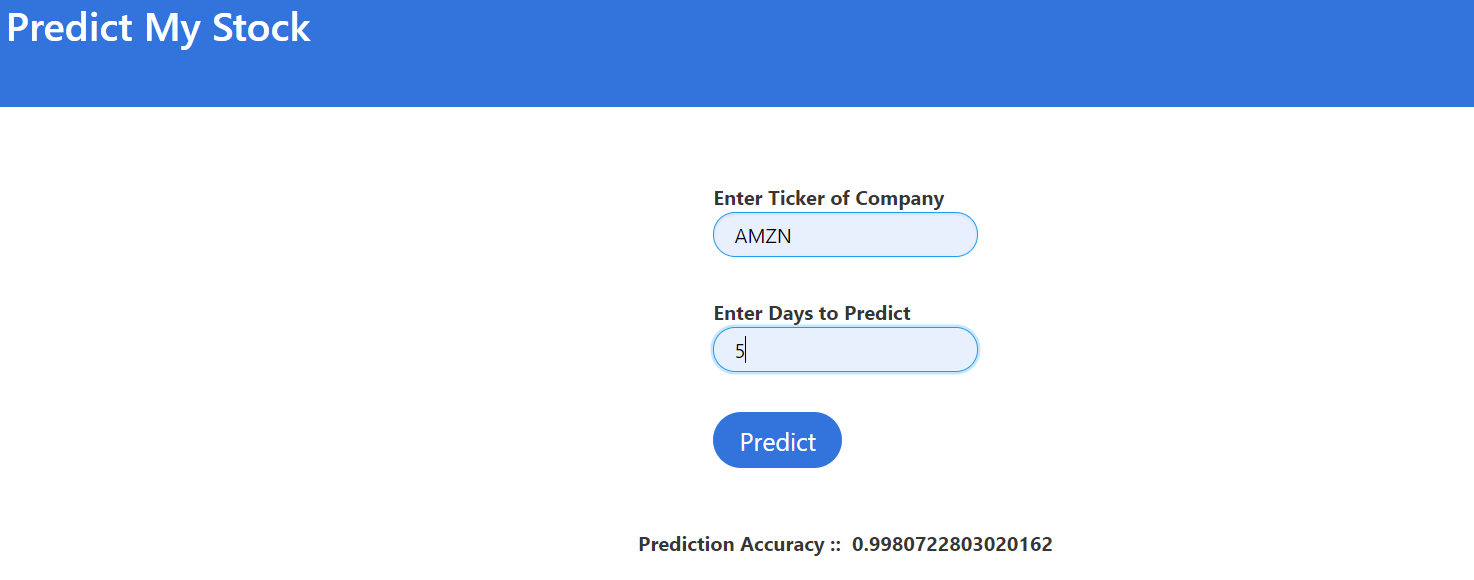 Predict My Stock
Enter Ticker of Company
AMZN
Enter Days to Predict
5
Predict
Prediction Accuracy :: 0.9980722803020162